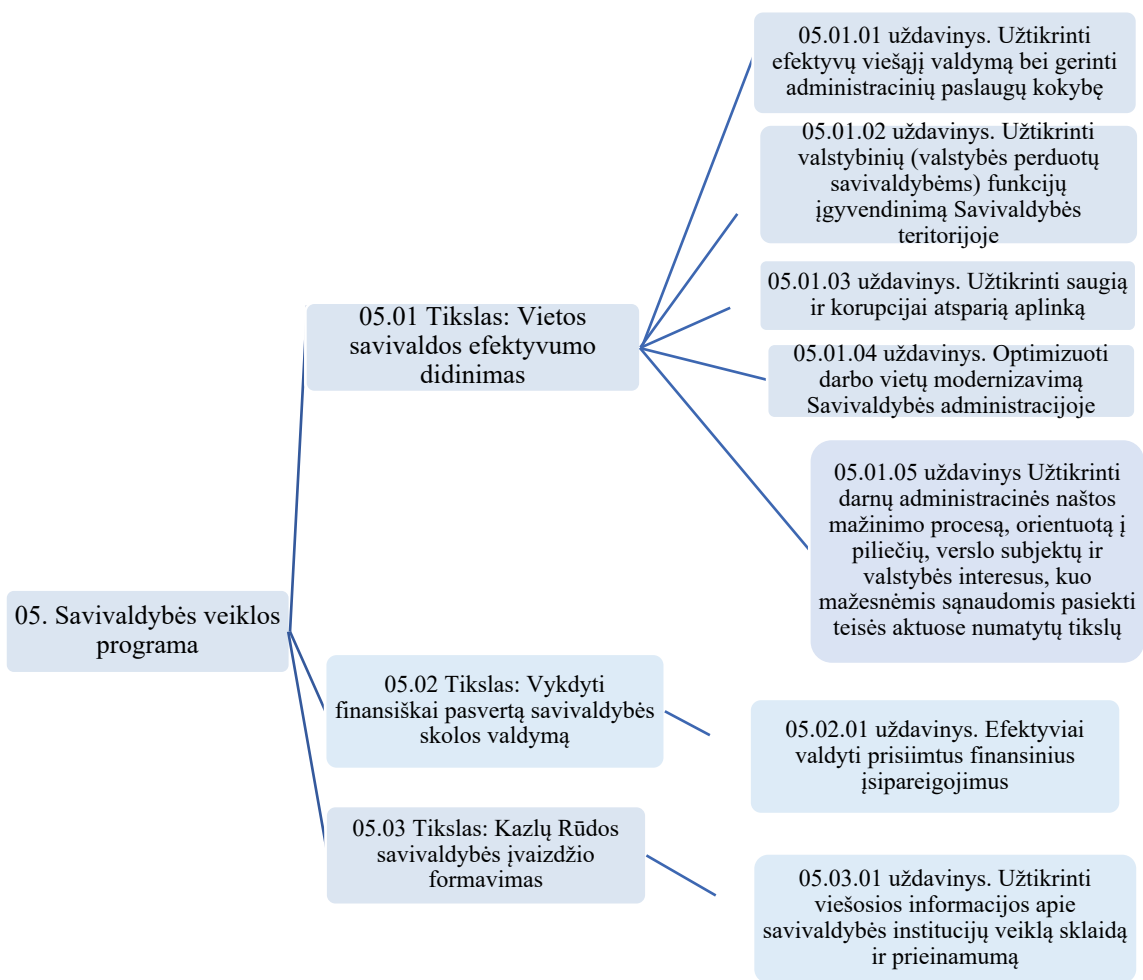 05. Savivaldybės veiklos
programa
05.01 Tikslas: Vietos
savivaldos efektyvumo
didinimas
05.01.01 uždavinys. Užtikrinti
efektyvų viešąjį valdymą bei gerinti
administracinių paslaugų kokybę
05.01.02 uždavinys. Užtikrinti
valstybinių (valstybės perduotų
savivaldybėms) funkcijų
įgyvendinimą Savivaldybės
teritorijoje
05.01.03 uždavinys. Užtikrinti saugią
ir korupcijai atsparią aplinką
05.01.04 uždavinys. Optimizuoti
darbo vietų modernizavimą
Savivaldybės administracijoje
05.01.05 uždavinys Užtikrinti
darnų administracinės naštos
mažinimo procesą, orientuotą į
piliečių, verslo subjektų ir
valstybės interesus, kuo
mažesnėmis sąnaudomis pasiekti
teisės aktuose numatytų tikslų
05.02 Tikslas: Vykdyti
finansiškai pasvertą savivaldybės
skolos valdymą
05.02.01 uždavinys. Efektyviai
valdyti prisiimtus finansinius
įsipareigojimus
05.03 Tikslas: Kazlų Rūdos
savivaldybės įvaizdžio
formavimas
05.03.01 uždavinys. Užtikrinti
viešosios informacijos apie
savivaldybės institucijų veiklą sklaidą
ir prieinamumą